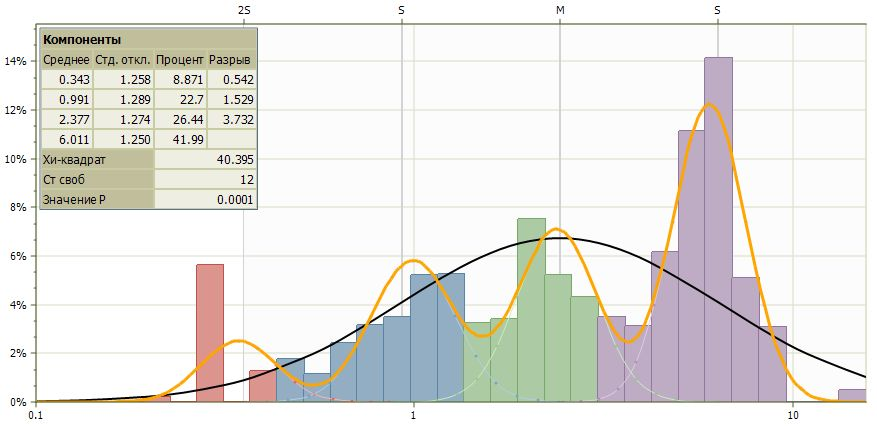 2S S M S
Компоненты
Среднее Стд. откл. Процент Разрыв
0.343 1.258 8.871 0.542
0.991 1.289 22.7 1.529
2.377 1.274 26.44 3.732
6.011 1.250 41.99
Хи-квадрат 40.395
Ст своб 12
Значение P 0.0001
14%
12%
10%
8%
6%
4%
2%
0%
0.1 1 10